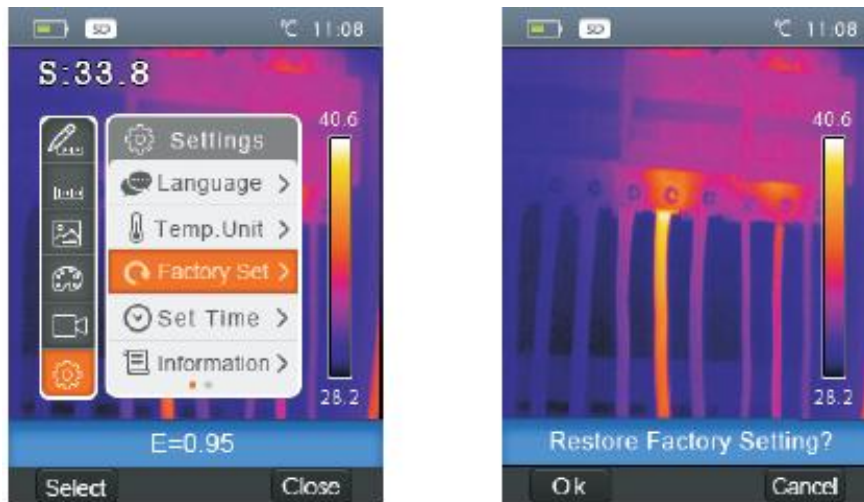 SD °C 11:08
S:33.8
40.6
Settings
Language >
Temp.Unit >
Factory Set >
Set Time >
Information >
28.2
E=0.95
Select Close
SD °C 11:08
40.6
28.2
Restore Factory Setting?
Ok Cancel